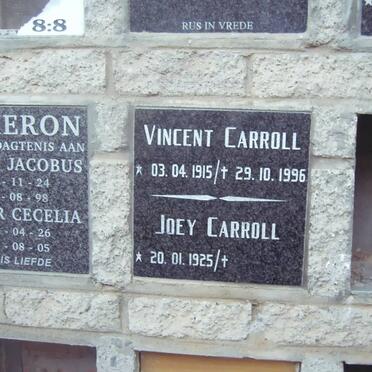 8:8
RUS IN VREDE
ERON
DAGTENIS AAN
JACOBUS
- 11 - 24
- 08 - 98
R CECELIA
- 04 - 26
- 08 - 05
IS LIEFDE
VINCENT CARROLL
* 03. 04. 1915/† 29. 10. 1996
JOEY CARROLL
* 20. 01. 1925/†